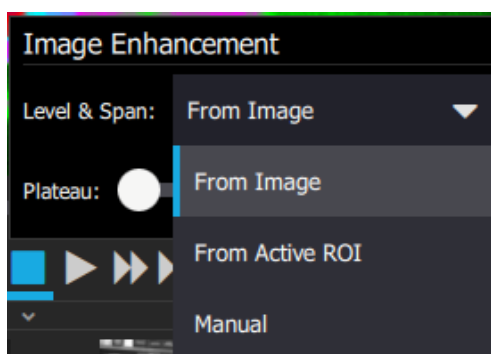 Image Enhancement
Level & Span: From Image
From Image
Plateau:
From Active ROI
Manual